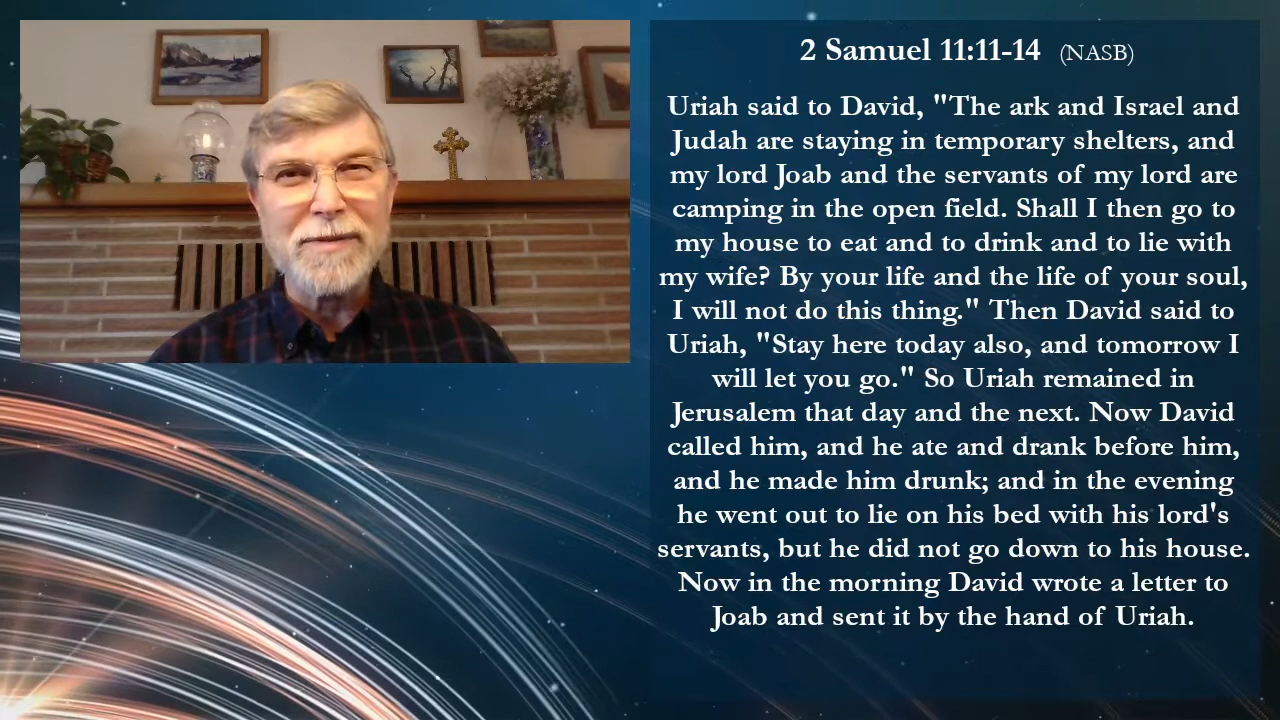 2 Samuel 11:11-14 (NASB)
Uriah said to David, "The ark and Israel and
Judah are staying in temporary shelters, and
my lord Joab and the servants of my lord are
camping in the open field. Shall I then go to
my house to eat and to drink and to lie with
my wife? By your life and the life of your soul,
I will not do this thing." Then David said to
Uriah, "Stay here today also, and tomorrow I
will let you go." So Uriah remained in
Jerusalem that day and the next. Now David
called him, and he ate and drank before him,
and he made him drunk; and in the evening
he went out to lie on his bed with his lord's
servants, but he did not go down to his house.
Now in the morning David wrote a letter to
Joab and sent it by the hand of Uriah.